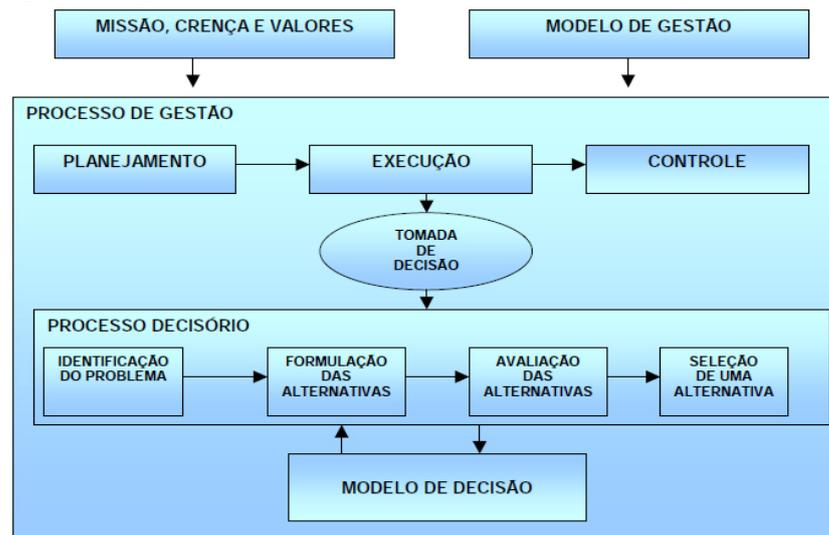 MISSÃO, CRENÇA E VALORES
MODELO DE GESTÃO
PROCESSO DE GESTÃO
PLANEJAMENTO
EXECUÇÃO
CONTROLE
TOMADA
DE
DECISÃO
PROCESSO DECISÓRIO
IDENTIFICAÇÃO
DO PROBLEMA
FORMULAÇÃO
DAS
ALTERNATIVAS
AVALIAÇÃO
DAS
ALTERNATIVAS
SELEÇÃO
DE UMA
ALTERNATIVA
MODELO DE DECISÃO